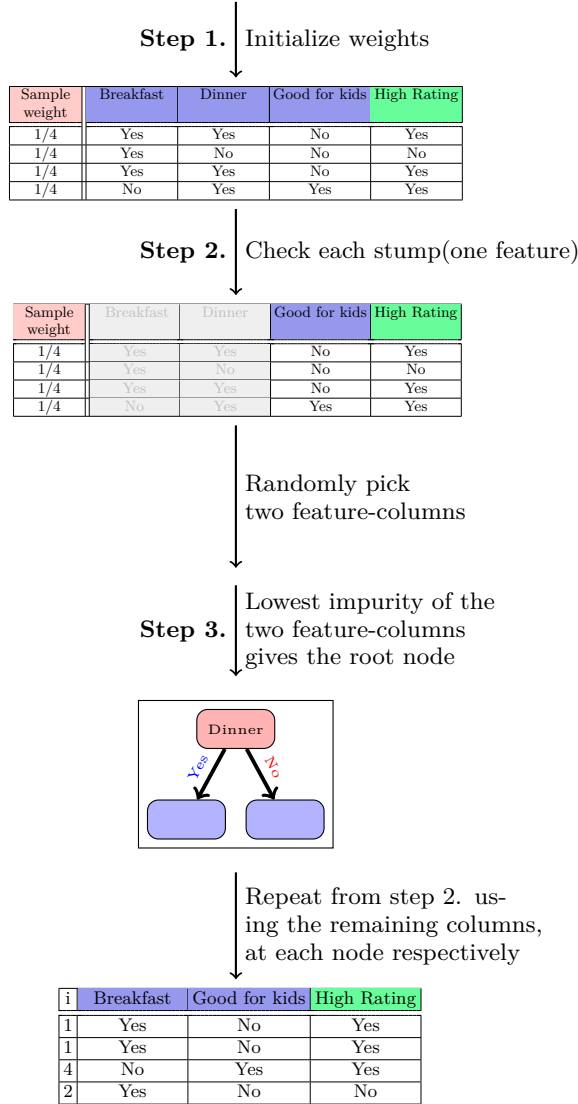 Step 1. Initialize weights
Sample weight Breakfast Dinner Good for kids High Rating
1/4 Yes Yes No Yes
1/4 Yes No No No
1/4 Yes Yes No Yes
1/4 No Yes Yes Yes
Step 2. Check each stump(one feature)
Sample weight Breakfast Dinner Good for kids High Rating
1/4 Yes Yes No Yes
1/4 Yes No No No
1/4 Yes Yes No Yes
1/4 No Yes Yes Yes
Randomly pick
two feature-columns
Lowest impurity of the
Step 3. two feature-columns
gives the root node
Dinner
Yes No
Repeat from step 2. us-
ing the remaining columns,
at each node respectively
i Breakfast Good for kids High Rating
1 Yes No Yes
1 Yes No Yes
4 No Yes Yes
2 Yes No No